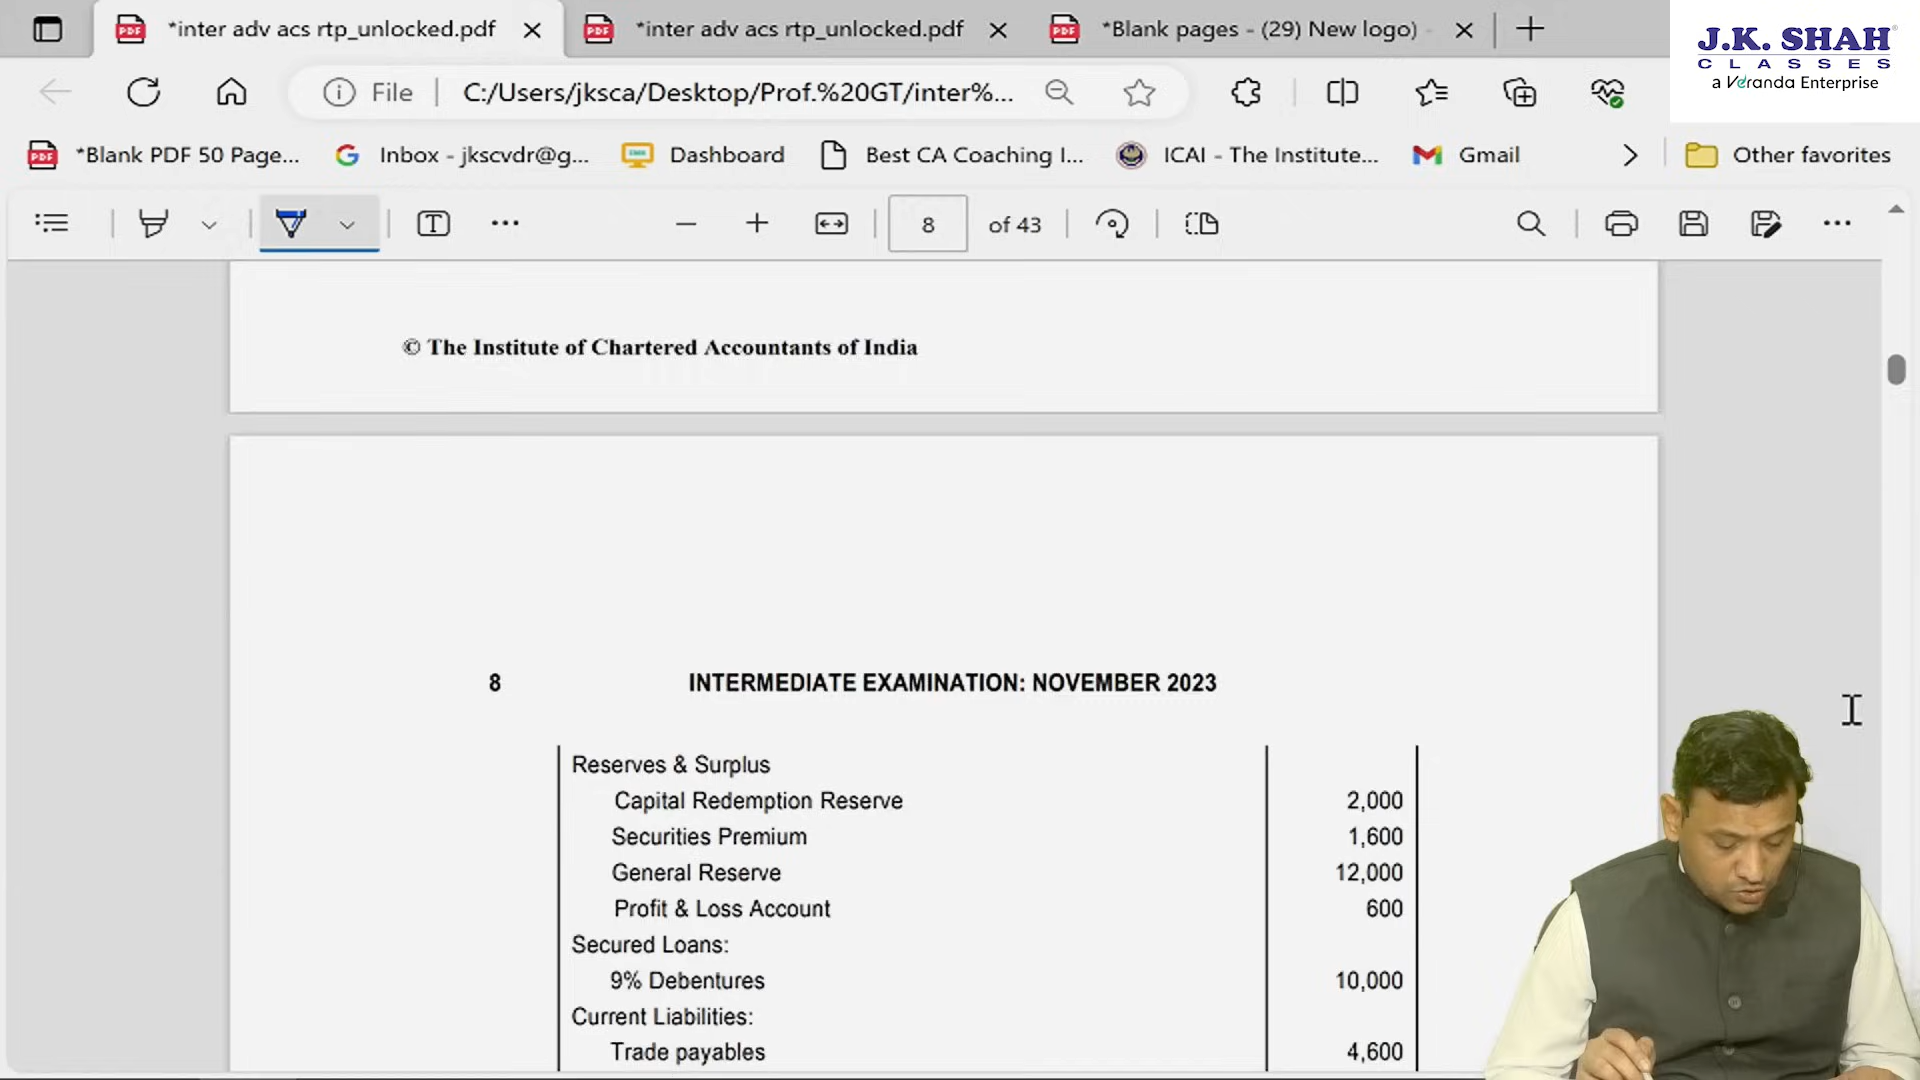 *inter adv acs rtp_unlocked.pdf
*inter adv acs rtp_unlocked.pdf
*Blank pages - (29) New logo) -
J.K. SHAH
CLASSES
a Veranda Enterprise
File
C:/Users/jksca/Desktop/Prof.%20GT/inter%...
*Blank PDF 50 Page...
Inbox - jkscvdr@g...
Dashboard
Best CA Coaching I...
ICAI - The Institute...
Gmail
Other favorites
8 of 43
© The Institute of Chartered Accountants of India
8 INTERMEDIATE EXAMINATION: NOVEMBER 2023
Reserves & Surplus
Capital Redemption Reserve 2,000
Securities Premium 1,600
General Reserve 12,000
Profit & Loss Account 600
Secured Loans:
9% Debentures 10,000
Current Liabilities:
Trade payables 4,600